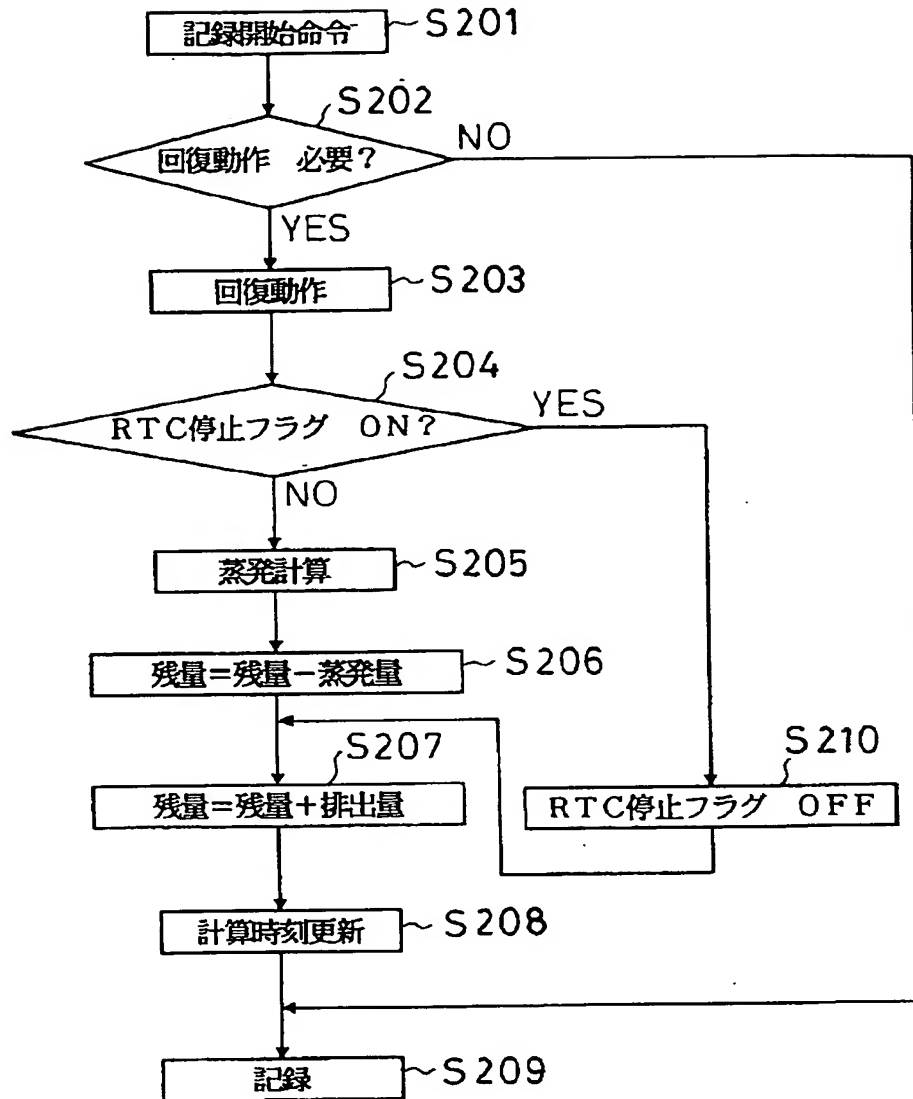 記録開始命令 S201
S202
回復動作 必要? NO
YES
回復動作 S203
S204
RTC停止フラグ ON? YES
NO
蒸発計算 S205
残量=残量-蒸発量 S206
S207
残量=残量+排出量
S210
RTC停止フラグ OFF
計算時刻更新 S208
記録 S209